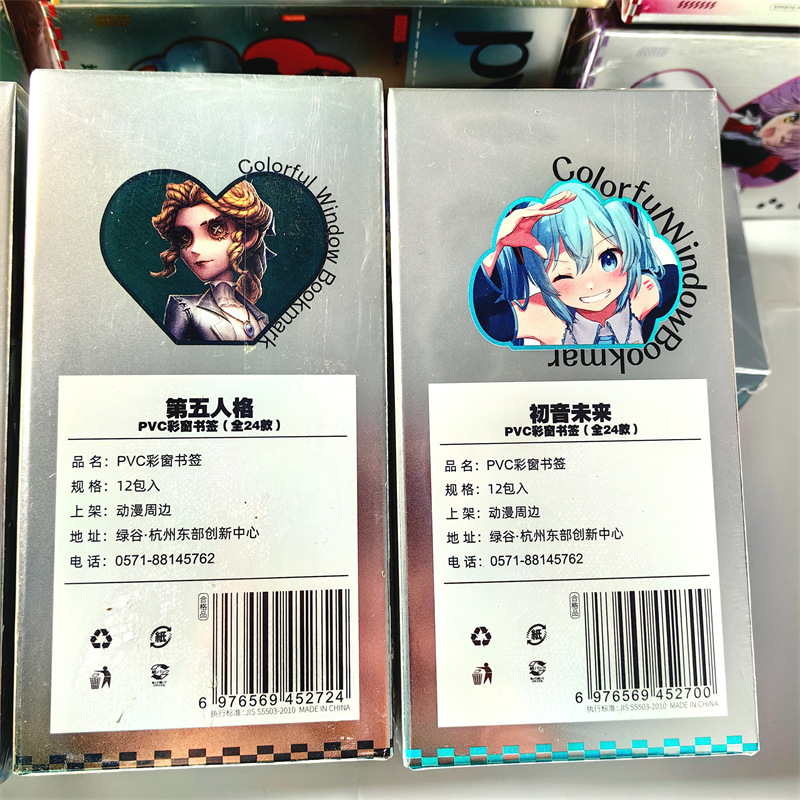 Colorful Window Bookmark
第五人格
PVC彩窗书签（全24款）
品 名：PVC彩窗书签
规 格：12包入
上 架：动漫周边
地 址：绿谷·杭州东部创新中心
电 话：0571-88145762
合格品
紙
6 976569 452724
执行标准：JIS S5503-2010 MADE IN CHINA
Colorful Window Bookmar
初音未来
PVC彩窗书签（全24款）
品 名：PVC彩窗书签
规 格：12包入
上 架：动漫周边
地 址：绿谷·杭州东部创新中心
电 话：0571-88145762
合格品
紙
6 976569 452700
执行标准：JIS S5503-2010 MADE IN CHINA